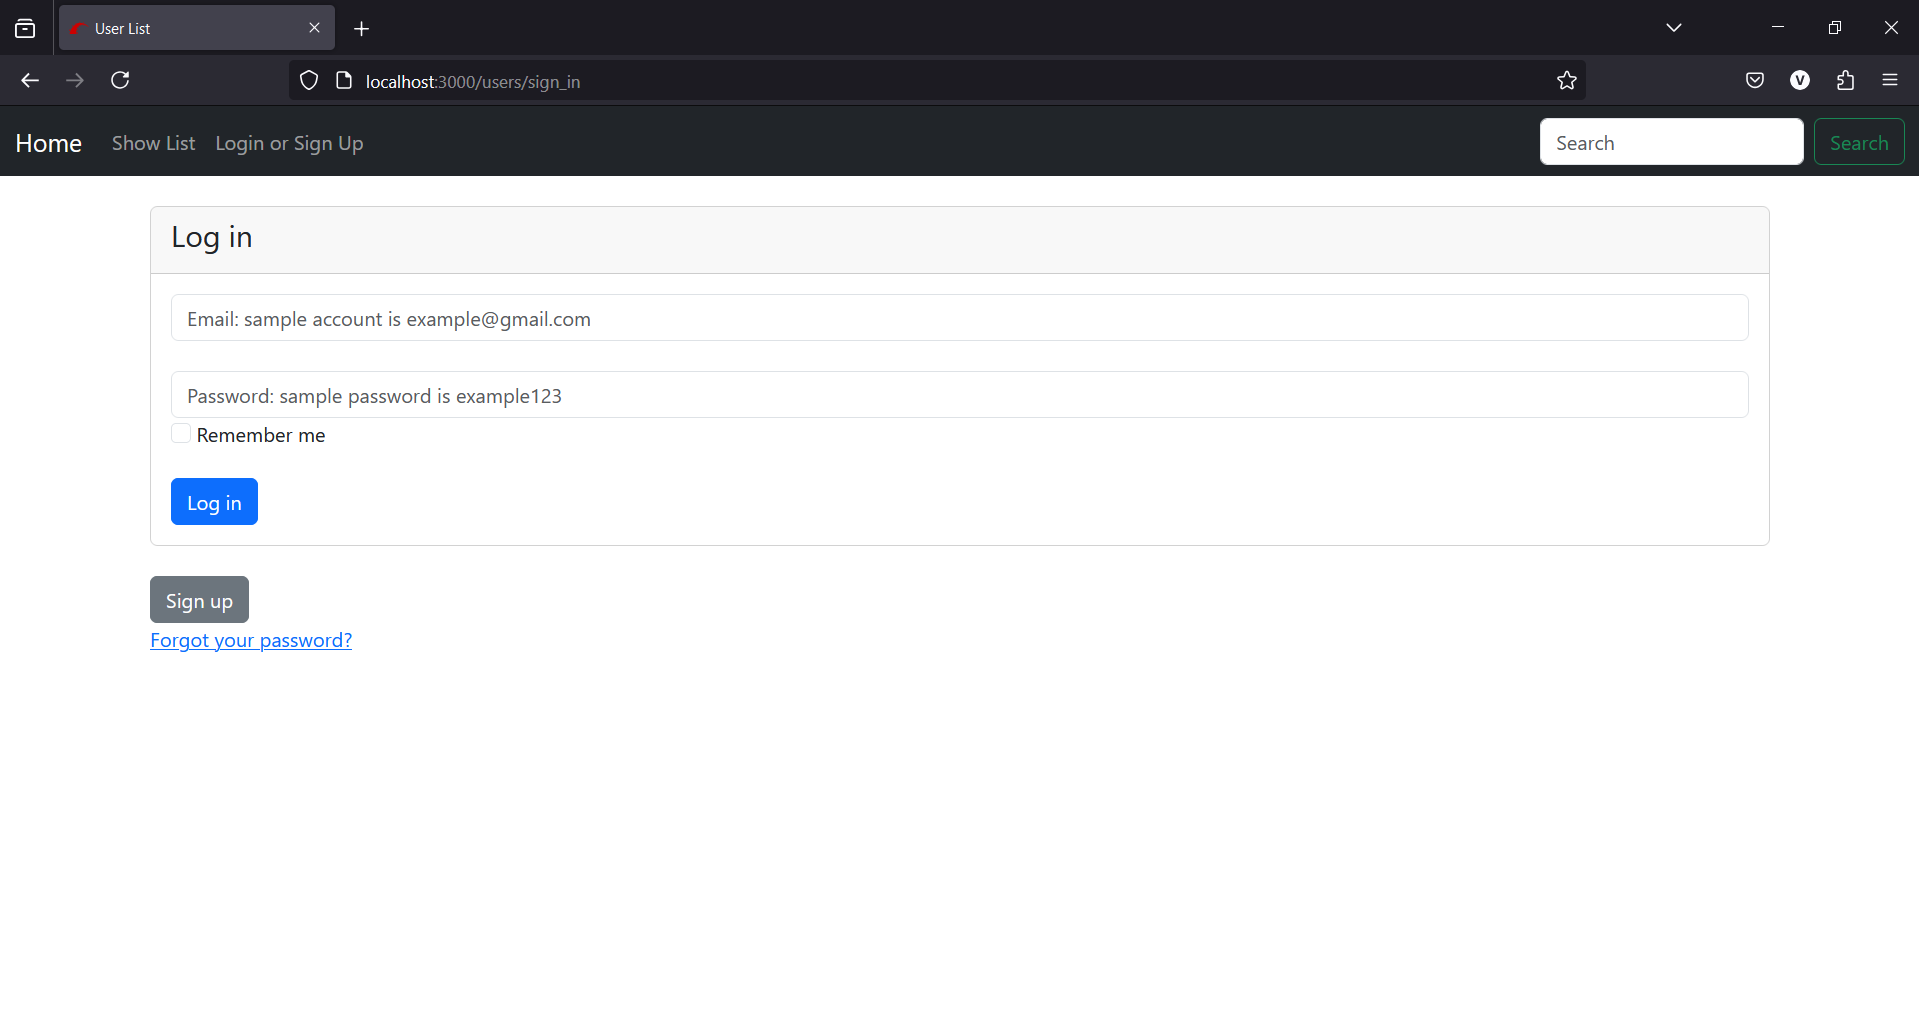 User List
localhost:3000/users/sign_in
V
Home Show List Login or Sign Up Search Search
Log in
Email: sample account is example@gmail.com
Password: sample password is example123
Remember me
Log in
Sign up
Forgot your password?